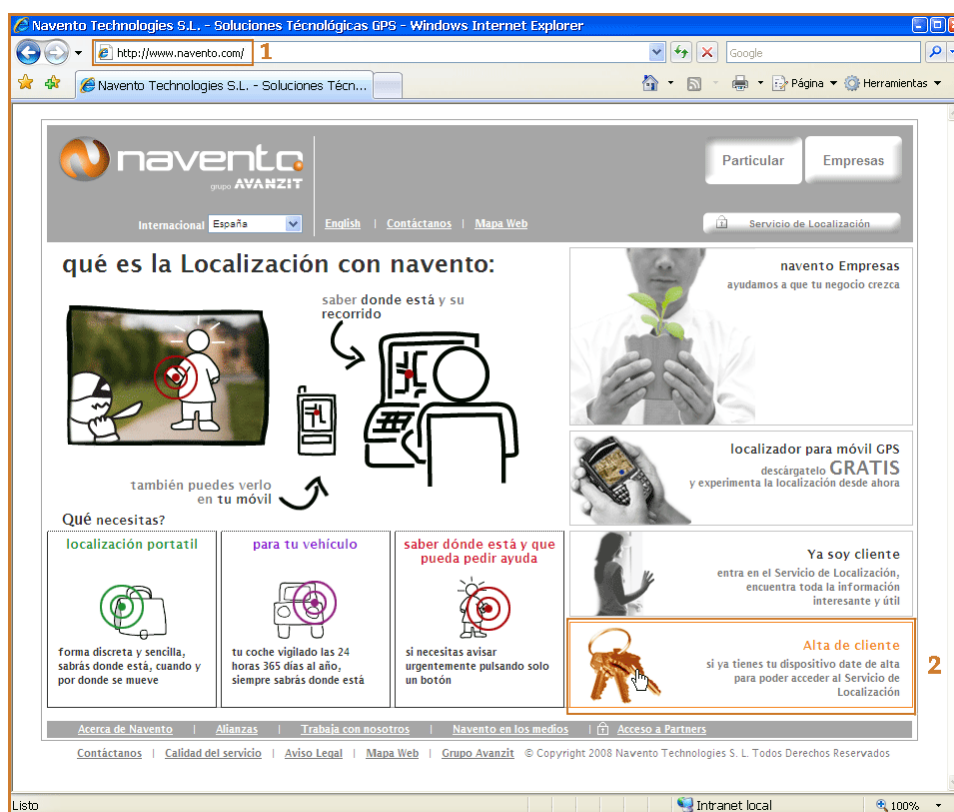 Navento Technologies S.L. - Soluciones Técnológicas GPS - Windows Internet Explorer
http://www.navento.com/ 1
Google
Navento Technologies S.L. - Soluciones Técn...
Página
Herramientas
navento
grupo AVANZIT
Particular
Empresas
Internacional España
English | Contáctanos | Mapa Web
Servicio de Localización
qué es la Localización con navento:
saber donde está y su
recorrido
también puedes verlo
en tu móvil
navento Empresas
ayudamos a que tu negocio crezca
localizador para móvil GPS
descárgatelo GRATIS
y experimenta la localización desde ahora
Qué necesitas?
localización portatil
forma discreta y sencilla,
sabrás donde está, cuando y
por donde se mueve
para tu vehículo
tu coche vigilado las 24
horas 365 días al año,
siempre sabrás donde está
saber dónde está y que
pueda pedir ayuda
si necesitas avisar
urgentemente pulsando solo
un botón
Ya soy cliente
entra en el Servicio de Localización,
encuentra toda la información
interesante y útil
Alta de cliente
si ya tienes tu dispositivo date de alta
para poder acceder al Servicio de
Localización
2
Acerca de Navento | Alianzas | Trabaja con nosotros | Navento en los medios | Acceso a Partners
Contáctanos | Calidad del servicio | Aviso Legal | Mapa Web | Grupo Avanzit © Copyright 2008 Navento Technologies S. L. Todos Derechos Reservados
Listo
Intranet local
100%